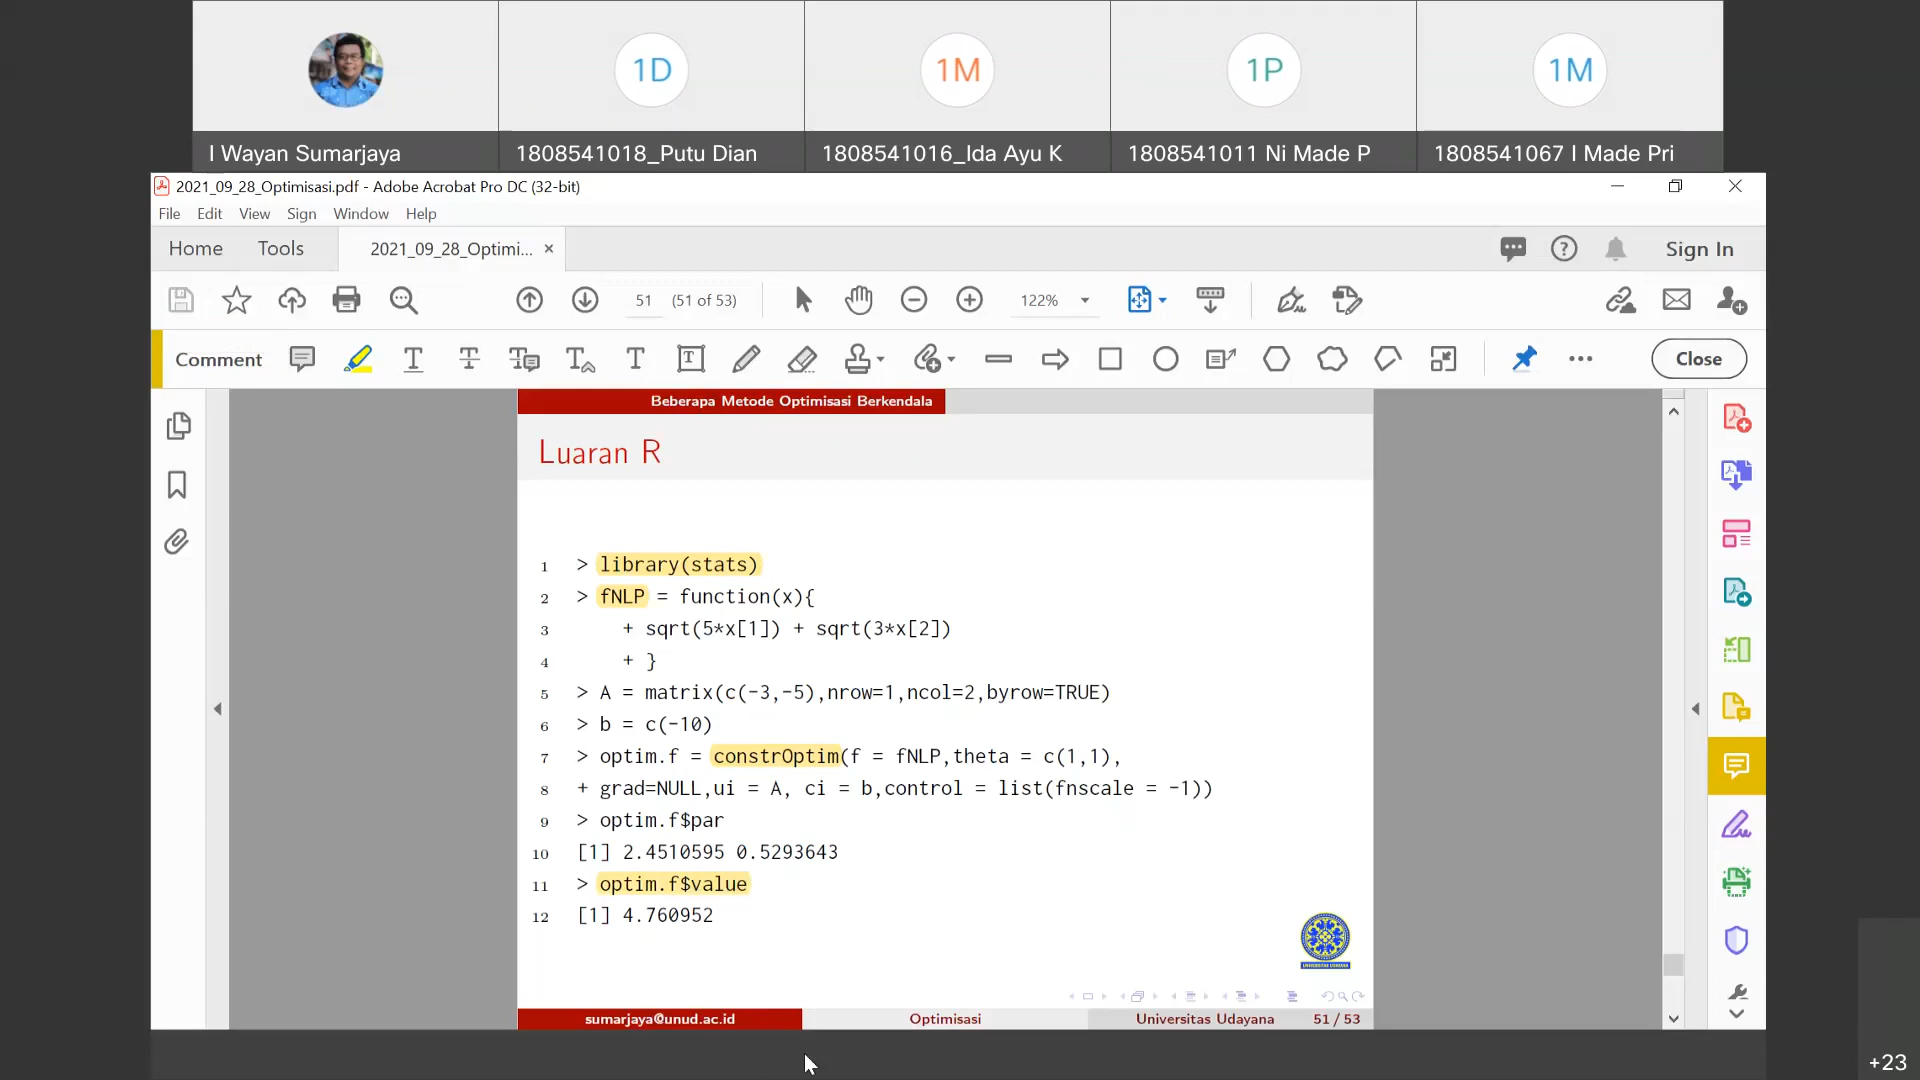 1D
1M
1P
1M
I Wayan Sumarjaya
1808541018_Putu Dian
1808541016_Ida Ayu K
1808541011 Ni Made P
1808541067 I Made Pri
2021_09_28_Optimisasi.pdf - Adobe Acrobat Pro DC (32-bit)
File Edit View Sign Window Help
Home Tools 2021_09_28_Optimi... × Sign In
51 (51 of 53) 122%
Comment Close
Beberapa Metode Optimisasi Berkendala
Luaran R
1 > library(stats)
2 > fNLP = function(x){
3 + sqrt(5*x[1]) + sqrt(3*x[2])
4 + }
5 > A = matrix(c(-3,-5),nrow=1,ncol=2,byrow=TRUE)
6 > b = c(-10)
7 > optim.f = constrOptim(f = fNLP,theta = c(1,1),
8 + grad=NULL,ui = A, ci = b,control = list(fnscale = -1))
9 > optim.f$par
10 [1] 2.4510595 0.5293643
11 > optim.f$value
12 [1] 4.760952
UNIVERSITAS UDAYANA
sumarjaya@unud.ac.id Optimisasi Universitas Udayana 51 / 53
+23